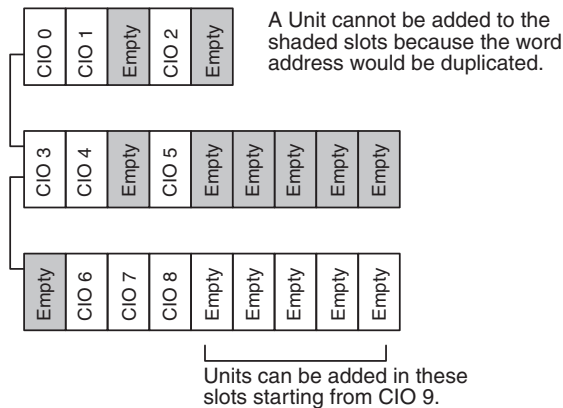 CIO 0
CIO 1
Empty
CIO 2
Empty
A Unit cannot be added to the
shaded slots because the word
address would be duplicated.
CIO 3
CIO 4
Empty
CIO 5
Empty
Empty
Empty
Empty
Empty
Empty
CIO 6
CIO 7
CIO 8
Empty
Empty
Empty
Empty
Empty
Units can be added in these
slots starting from CIO 9.